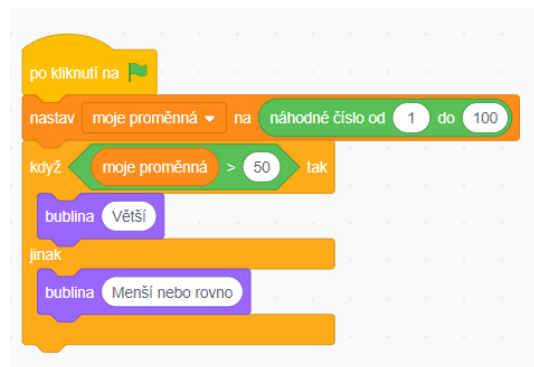 po kliknutí na
nastav moje proměnná na náhodné číslo od 1 do 100
když moje proměnná > 50 tak
bublina Větší
jinak
bublina Menší nebo rovno